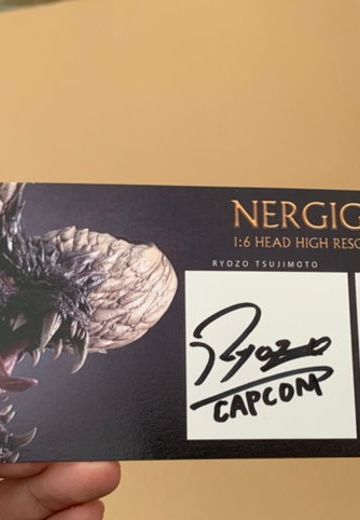 NERGIG
1:6 HEAD HIGH RESO
RYOZO TSUJIMOTO
Ryozo
CAPCOM